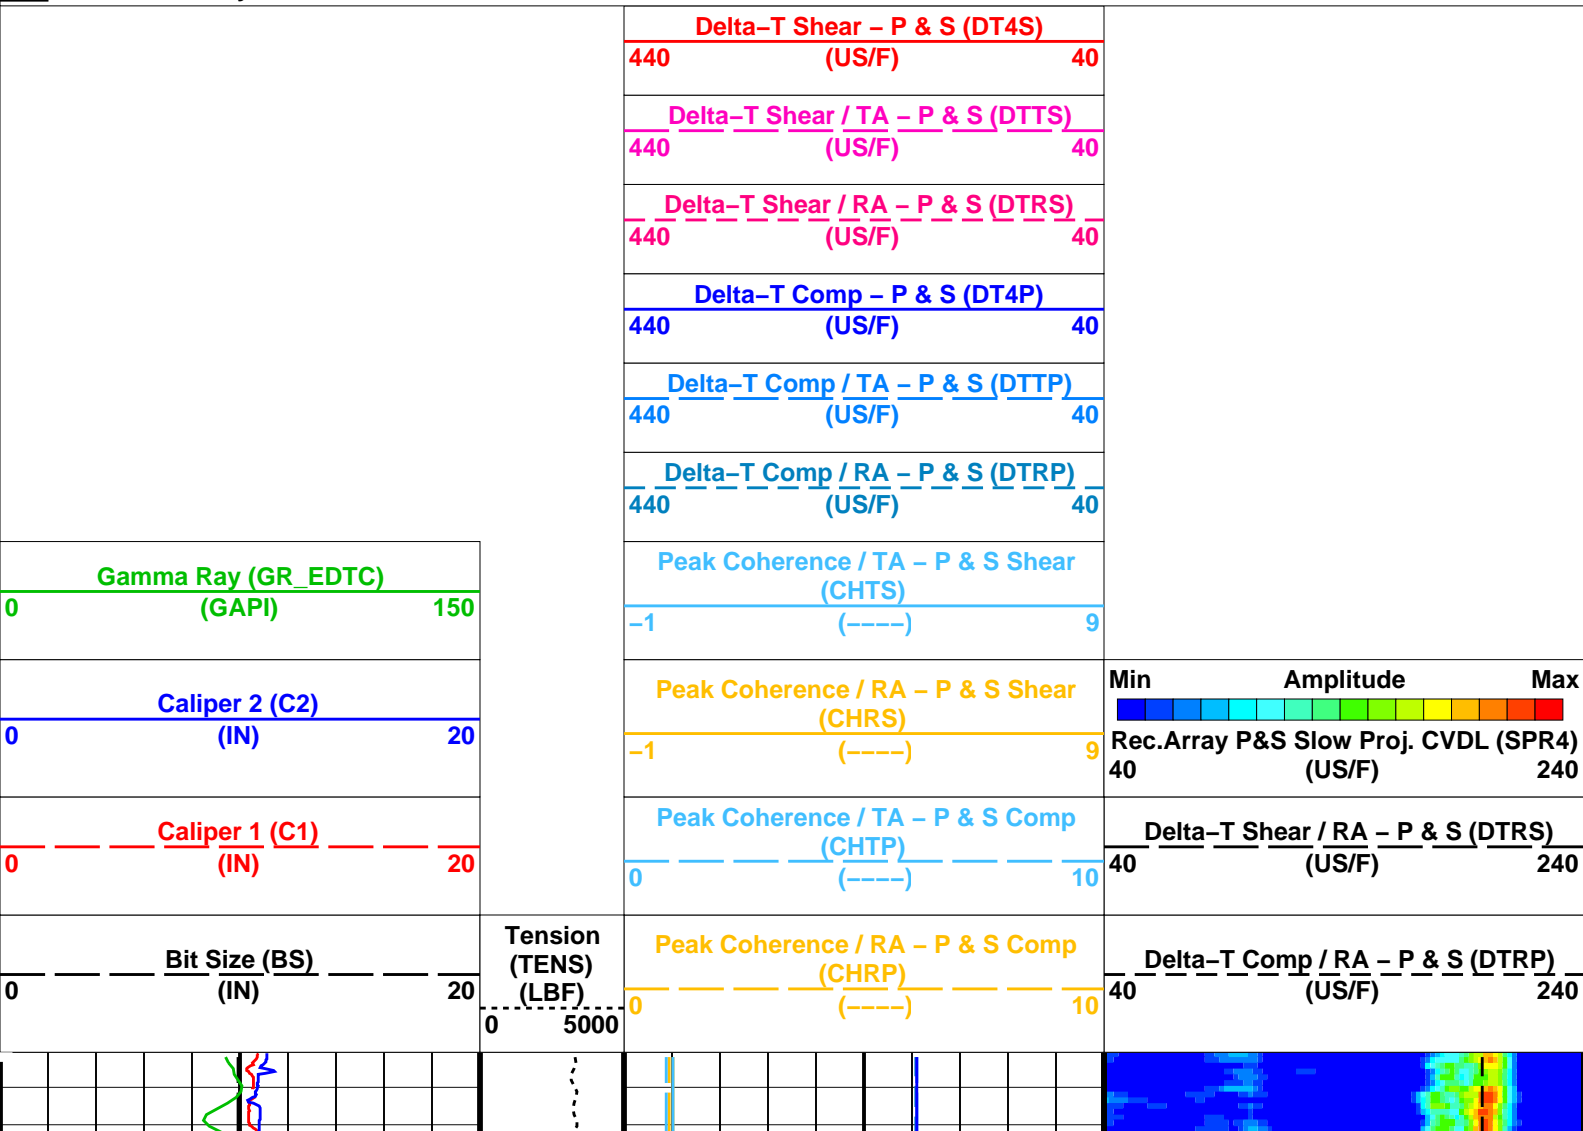 Delta–T Shear – P & S (DT4S)
440 (US/F) 40
Delta–T Shear / TA – P & S (DTTS)
440 (US/F) 40
Delta–T Shear / RA – P & S (DTRS)
440 (US/F) 40
Delta–T Comp – P & S (DT4P)
440 (US/F) 40
Delta–T Comp / TA – P & S (DTTP)
440 (US/F) 40
Delta–T Comp / RA – P & S (DTRP)
440 (US/F) 40
Gamma Ray (GR_EDTC)
0 (GAPI) 150
Peak Coherence / TA – P & S Shear
(CHTS)
–1 (––––) 9
Caliper 2 (C2)
0 (IN) 20
Peak Coherence / RA – P & S Shear
(CHRS)
–1 (––––) 9
Min Amplitude Max
Rec.Array P&S Slow Proj. CVDL (SPR4)
40 (US/F) 240
Caliper 1 (C1)
0 (IN) 20
Peak Coherence / TA – P & S Comp
(CHTP)
0 (––––) 10
Delta–T Shear / RA – P & S (DTRS)
40 (US/F) 240
Bit Size (BS)
0 (IN) 20
Tension
(TENS)
(LBF)
0 5000
Peak Coherence / RA – P & S Comp
(CHRP)
0 (––––) 10
Delta–T Comp / RA – P & S (DTRP)
40 (US/F) 240